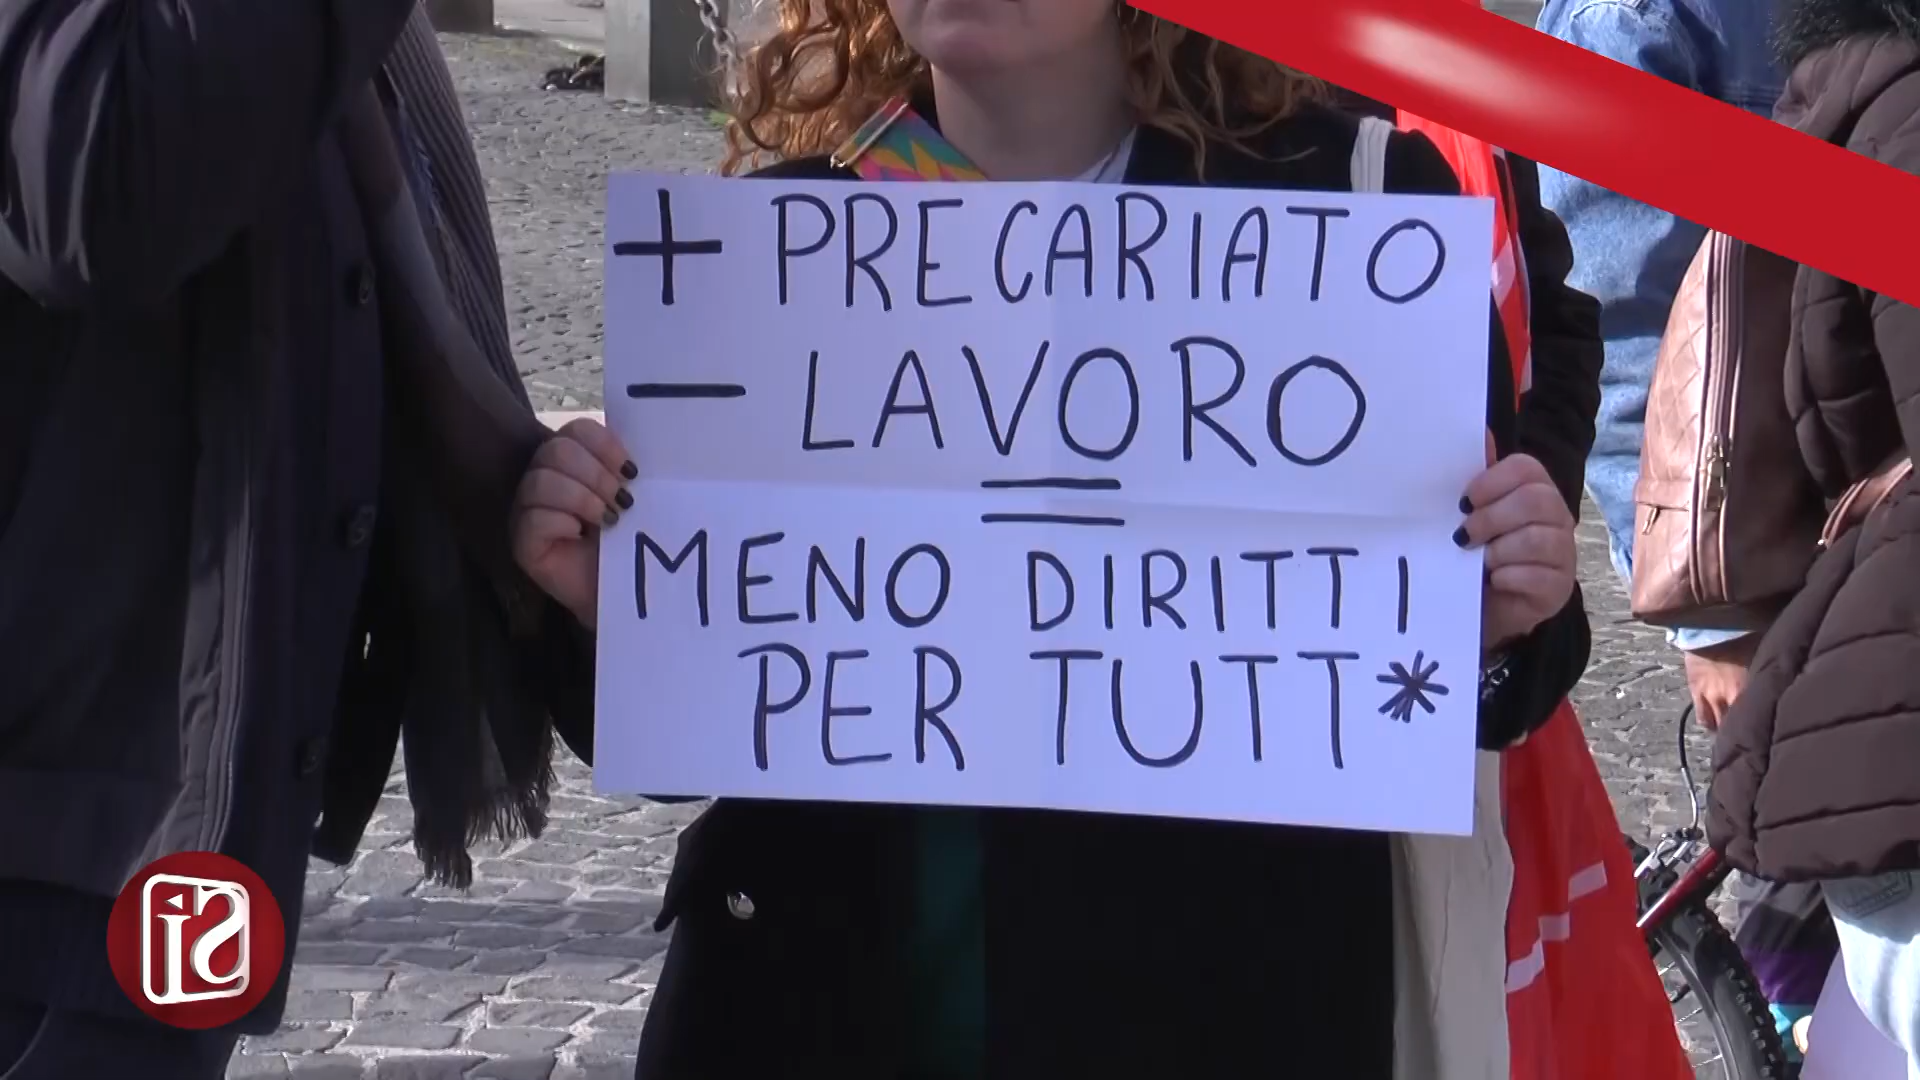 + PRECARIATO
- LAVORO
=
MENO DIRITTI
PER TUTT*